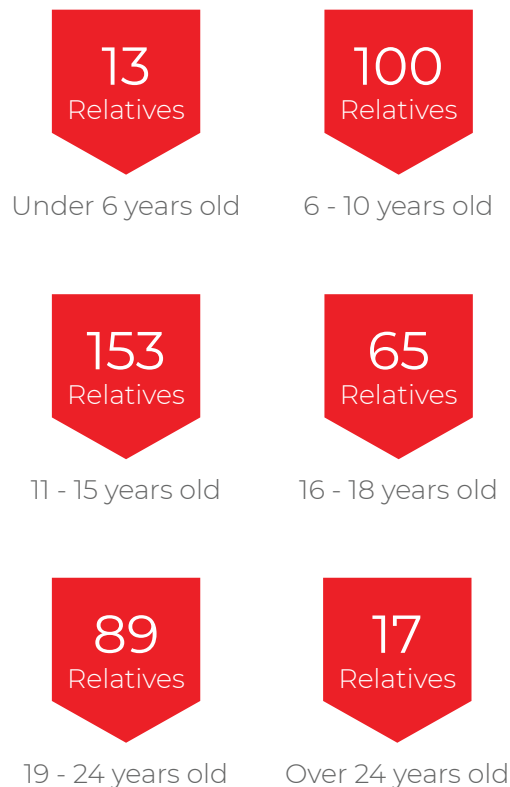 13
Relatives
Under 6 years old
100
Relatives
6 - 10 years old
153
Relatives
11 - 15 years old
65
Relatives
16 - 18 years old
89
Relatives
19 - 24 years old
17
Relatives
Over 24 years old